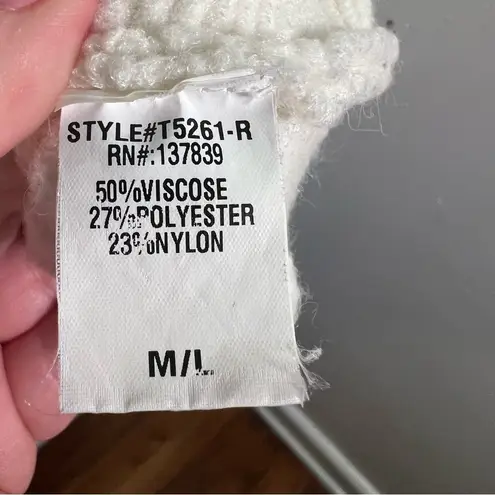 STYLE#T5261-R
RN#:137839
50%VISCOSE
27%POLYESTER
23%NYLON
M/L